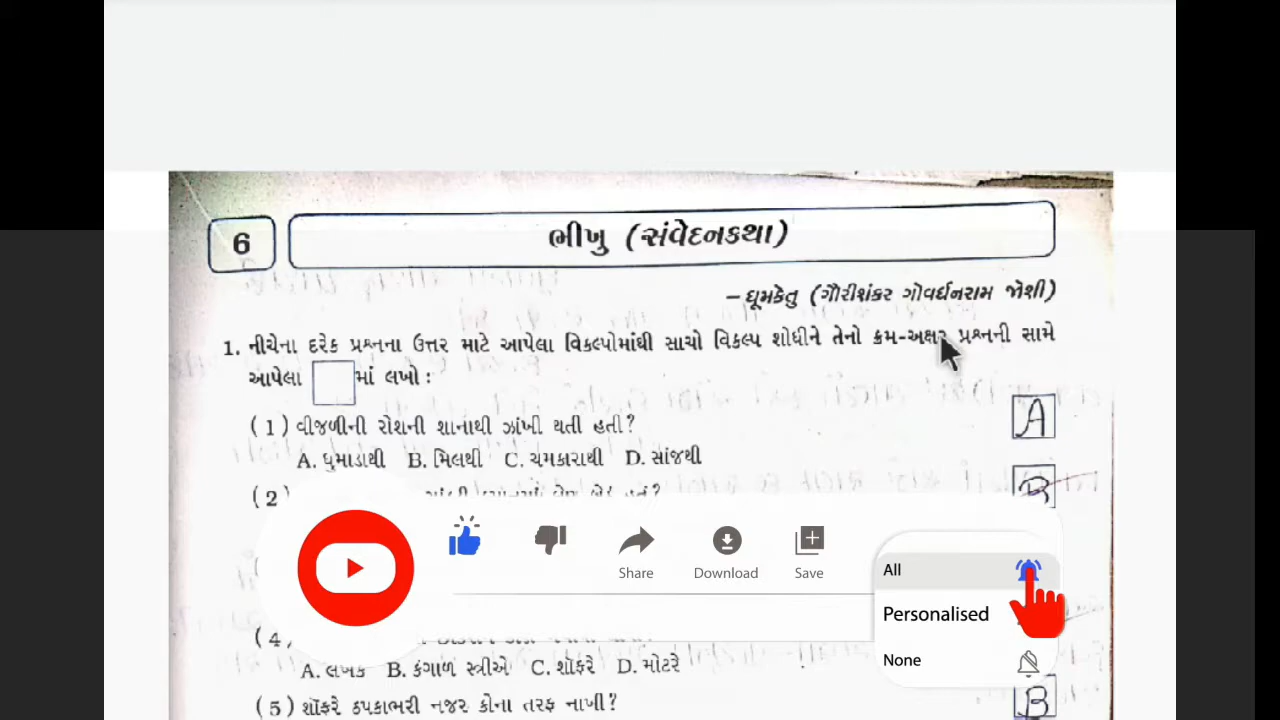 6
ભીખુ (સંવેદનકથા)
– ધૂમકેતુ (ગૌરીશંકર ગોવર્ધનરામ જોશી)
1. નીચેના દરેક પ્રશ્નના ઉત્તર માટે આપેલા વિકલ્પોમાંથી સાચો વિકલ્પ શોધીને તેનો ક્રમ-અક્ષર પ્રશ્નની સામે
આપેલા માં લખો :
(1) વીજળીની રોશની શાનાથી ઝાંખી થતી હતી? A
A. ધુમાડાથી B. મિલથી C. ચમકારાથી D. સાંજથી
(2) હતું? B
Share Download Save
All
Personalised
None
(4
A. લેખક B. કંગાળ સ્ત્રીએ C. શૉફરે D. મોટરે
(5) શૉફરે ઠપકાભરી નજર કોના તરફ નાખી? B